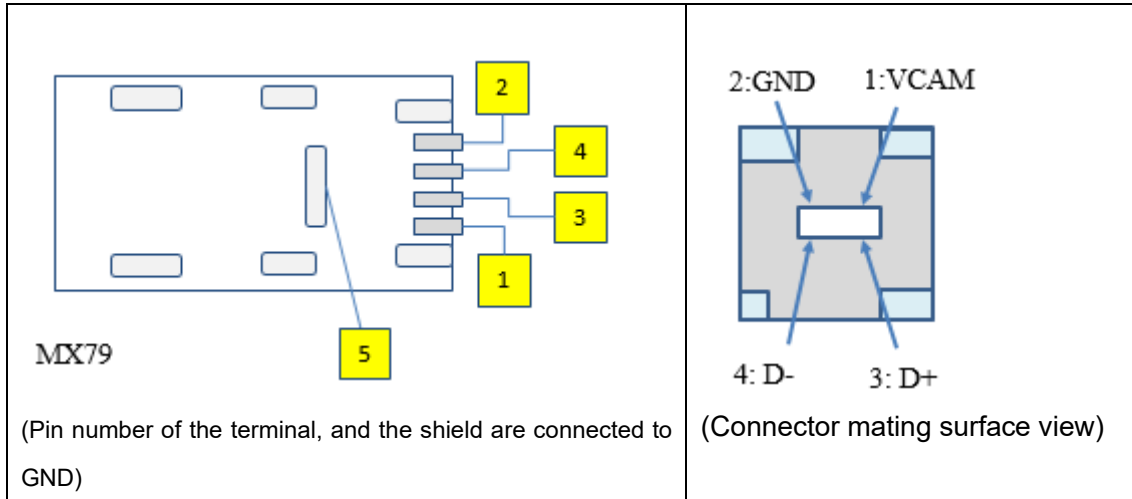 2
4
3
1
5
MX79
(Pin number of the terminal, and the shield are connected to
GND)
2:GND 1:VCAM
4: D- 3: D+
(Connector mating surface view)